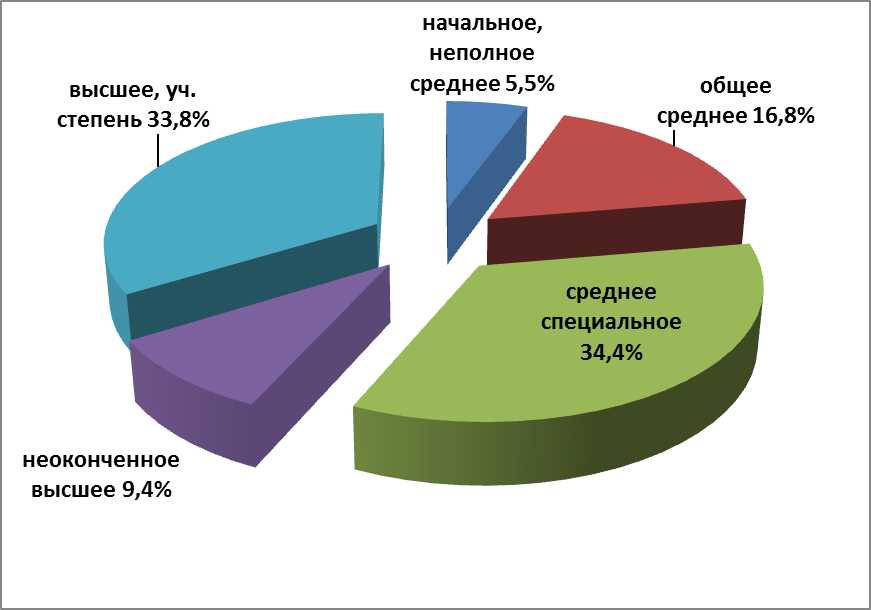 начальное,
неполное
среднее 5,5%
общее
среднее 16,8%
среднее
специальное
34,4%
неоконченное
высшее 9,4%
высшее, уч.
степень 33,8%